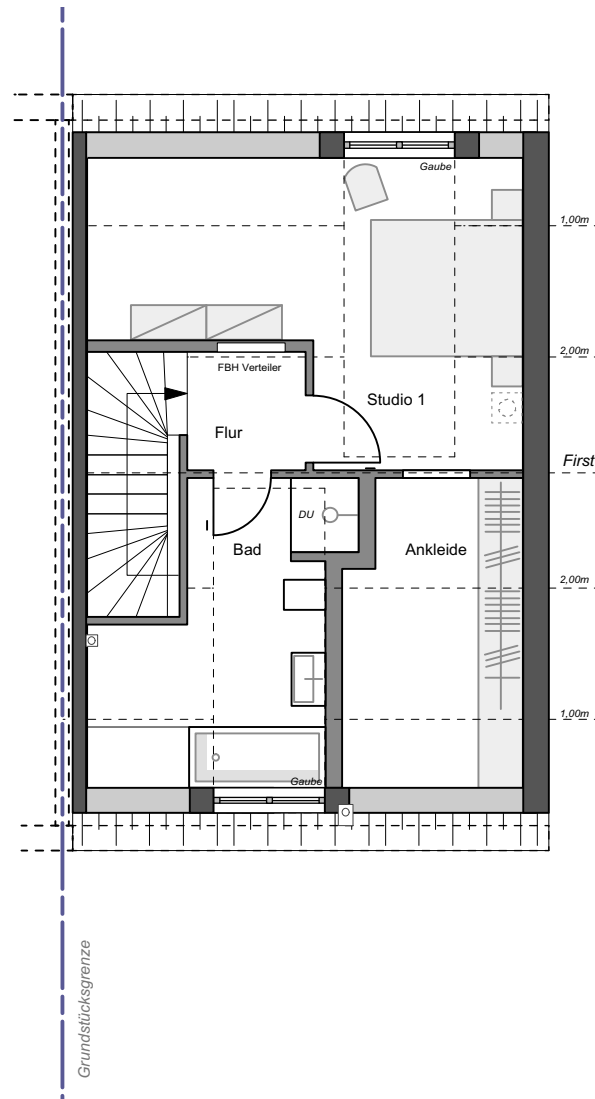 Gaube
1,00m
2,00m
FBH Verteiler
Studio 1
Flur
First
DU
Bad
Ankleide
2,00m
1,00m
Gaube
Grundstücksgrenze